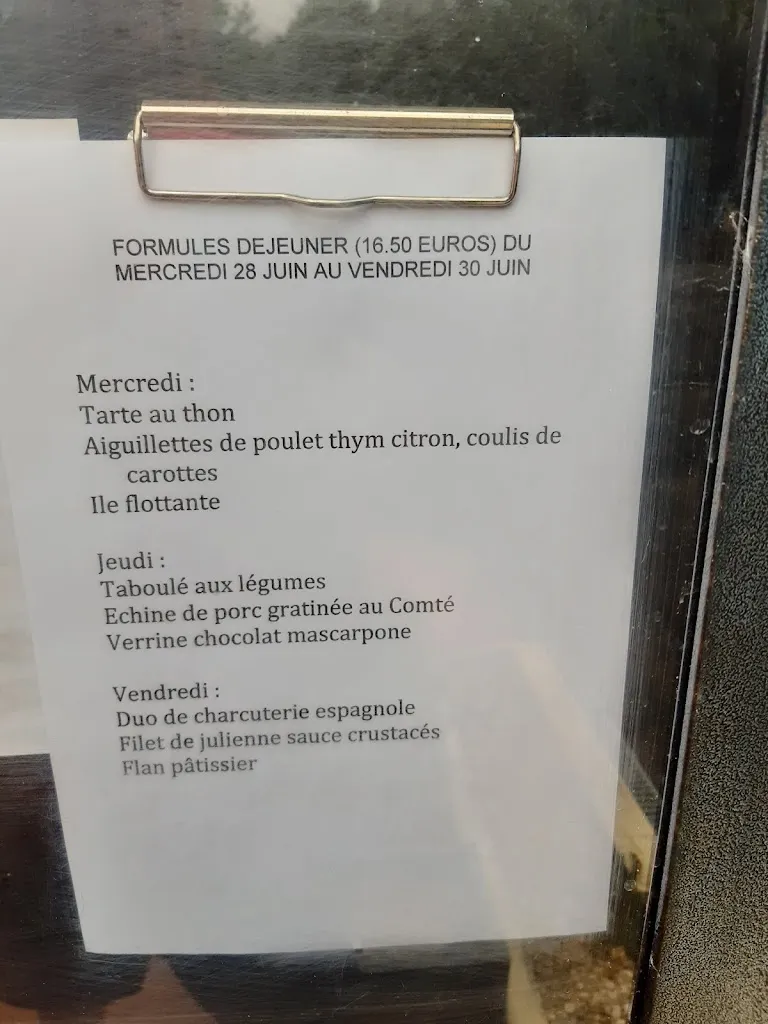 FORMULES DEJEUNER (16.50 EUROS) DU
MERCREDI 28 JUIN AU VENDREDI 30 JUIN
Mercredi :
Tarte au thon
Aiguillettes de poulet thym citron, coulis de
carottes
Ile flottante
Jeudi :
Taboulé aux légumes
Echine de porc gratinée au Comté
Verrine chocolat mascarpone
Vendredi :
Duo de charcuterie espagnole
Filet de julienne sauce crustacés
Flan pâtissier